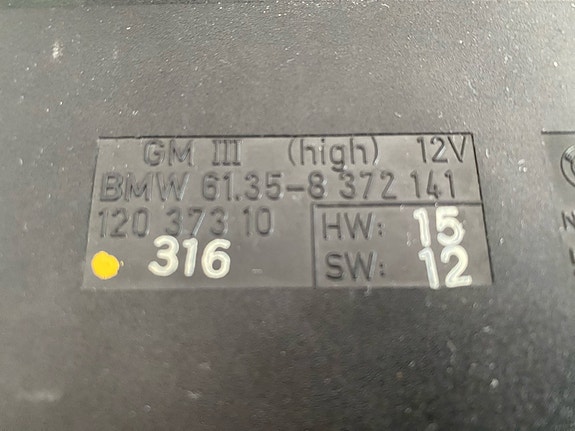 GM III (high) 12V
BMW 61.35-8 372 141
120 373 10
316
HW: 15
SW: 12